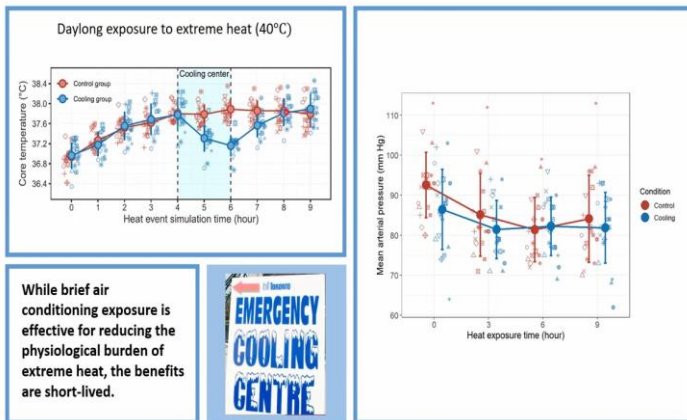 Daylong exposure to extreme heat (40°C)
Cooling center
Control group
Cooling group
Core temperature (°C)
38.4
38.0
37.6
37.2
36.8
36.4
0 1 2 3 4 5 6 7 8 9
Heat event simulation time (hour)
While brief air
conditioning exposure is
effective for reducing the
physiological burden of
extreme heat, the benefits
are short-lived.
EMERGENCY
COOLING
CENTRE
Mean arterial pressure (mm Hg)
110
100
90
80
70
60
0 3 6 9
Heat exposure time (hour)
Condition
Control
Cooling